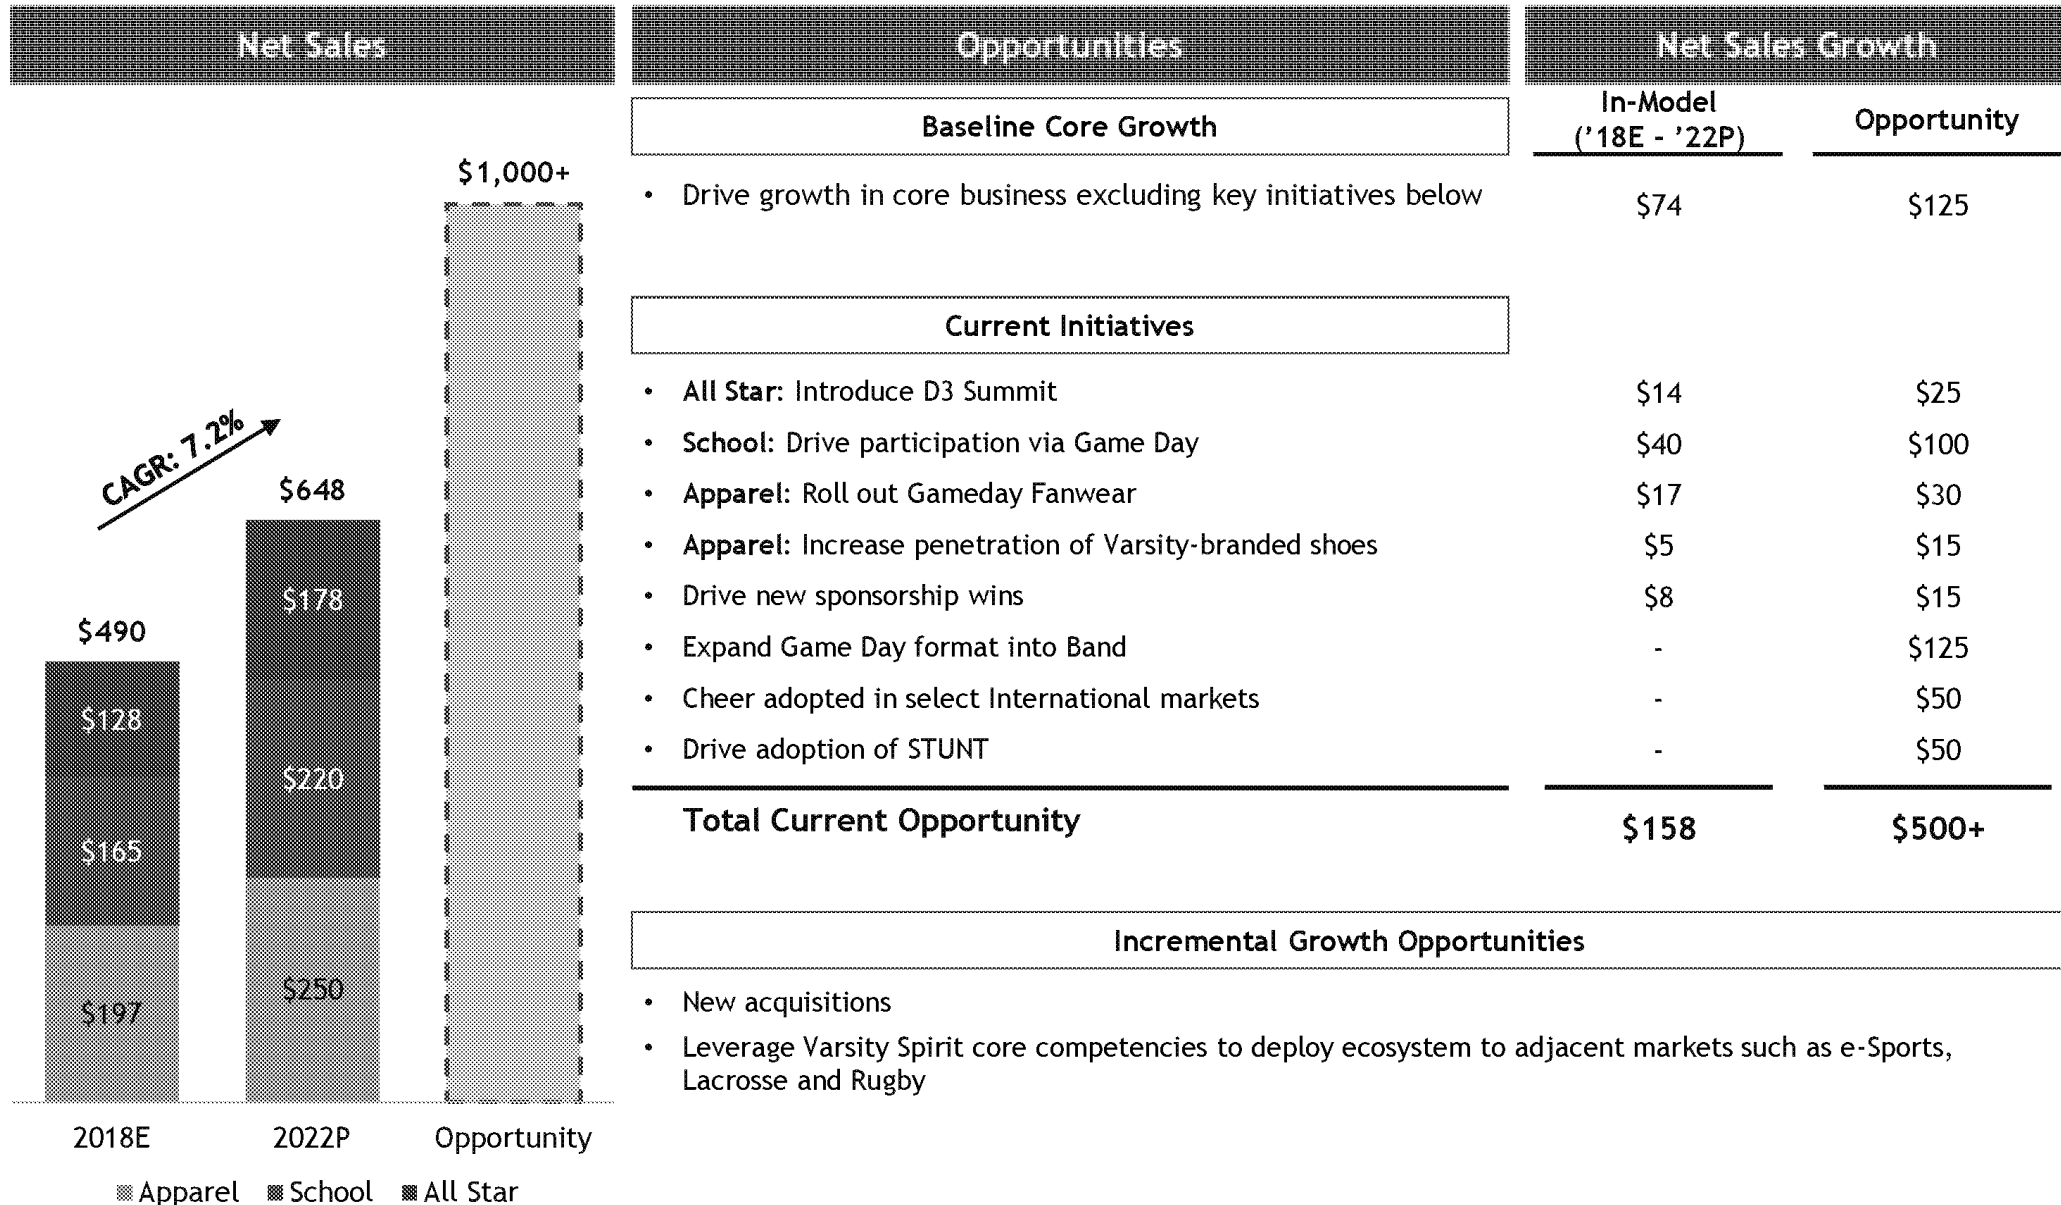 Net Sales
$1,000+
CAGR: 7.2%
$648
$490
$178
$128
$220
$165
$250
$197
2018E 2022P Opportunity
Apparel School All Star
Opportunities
Net Sales Growth
Baseline Core Growth
In-Model
('18E - '22P)
Opportunity
• Drive growth in core business excluding key initiatives below $74 $125
Current Initiatives
• All Star: Introduce D3 Summit $14 $25
• School: Drive participation via Game Day $40 $100
• Apparel: Roll out Gameday Fanwear $17 $30
• Apparel: Increase penetration of Varsity-branded shoes $5 $15
• Drive new sponsorship wins $8 $15
• Expand Game Day format into Band - $125
• Cheer adopted in select International markets - $50
• Drive adoption of STUNT - $50
Total Current Opportunity $158 $500+
Incremental Growth Opportunities
• New acquisitions
• Leverage Varsity Spirit core competencies to deploy ecosystem to adjacent markets such as e-Sports,
Lacrosse and Rugby